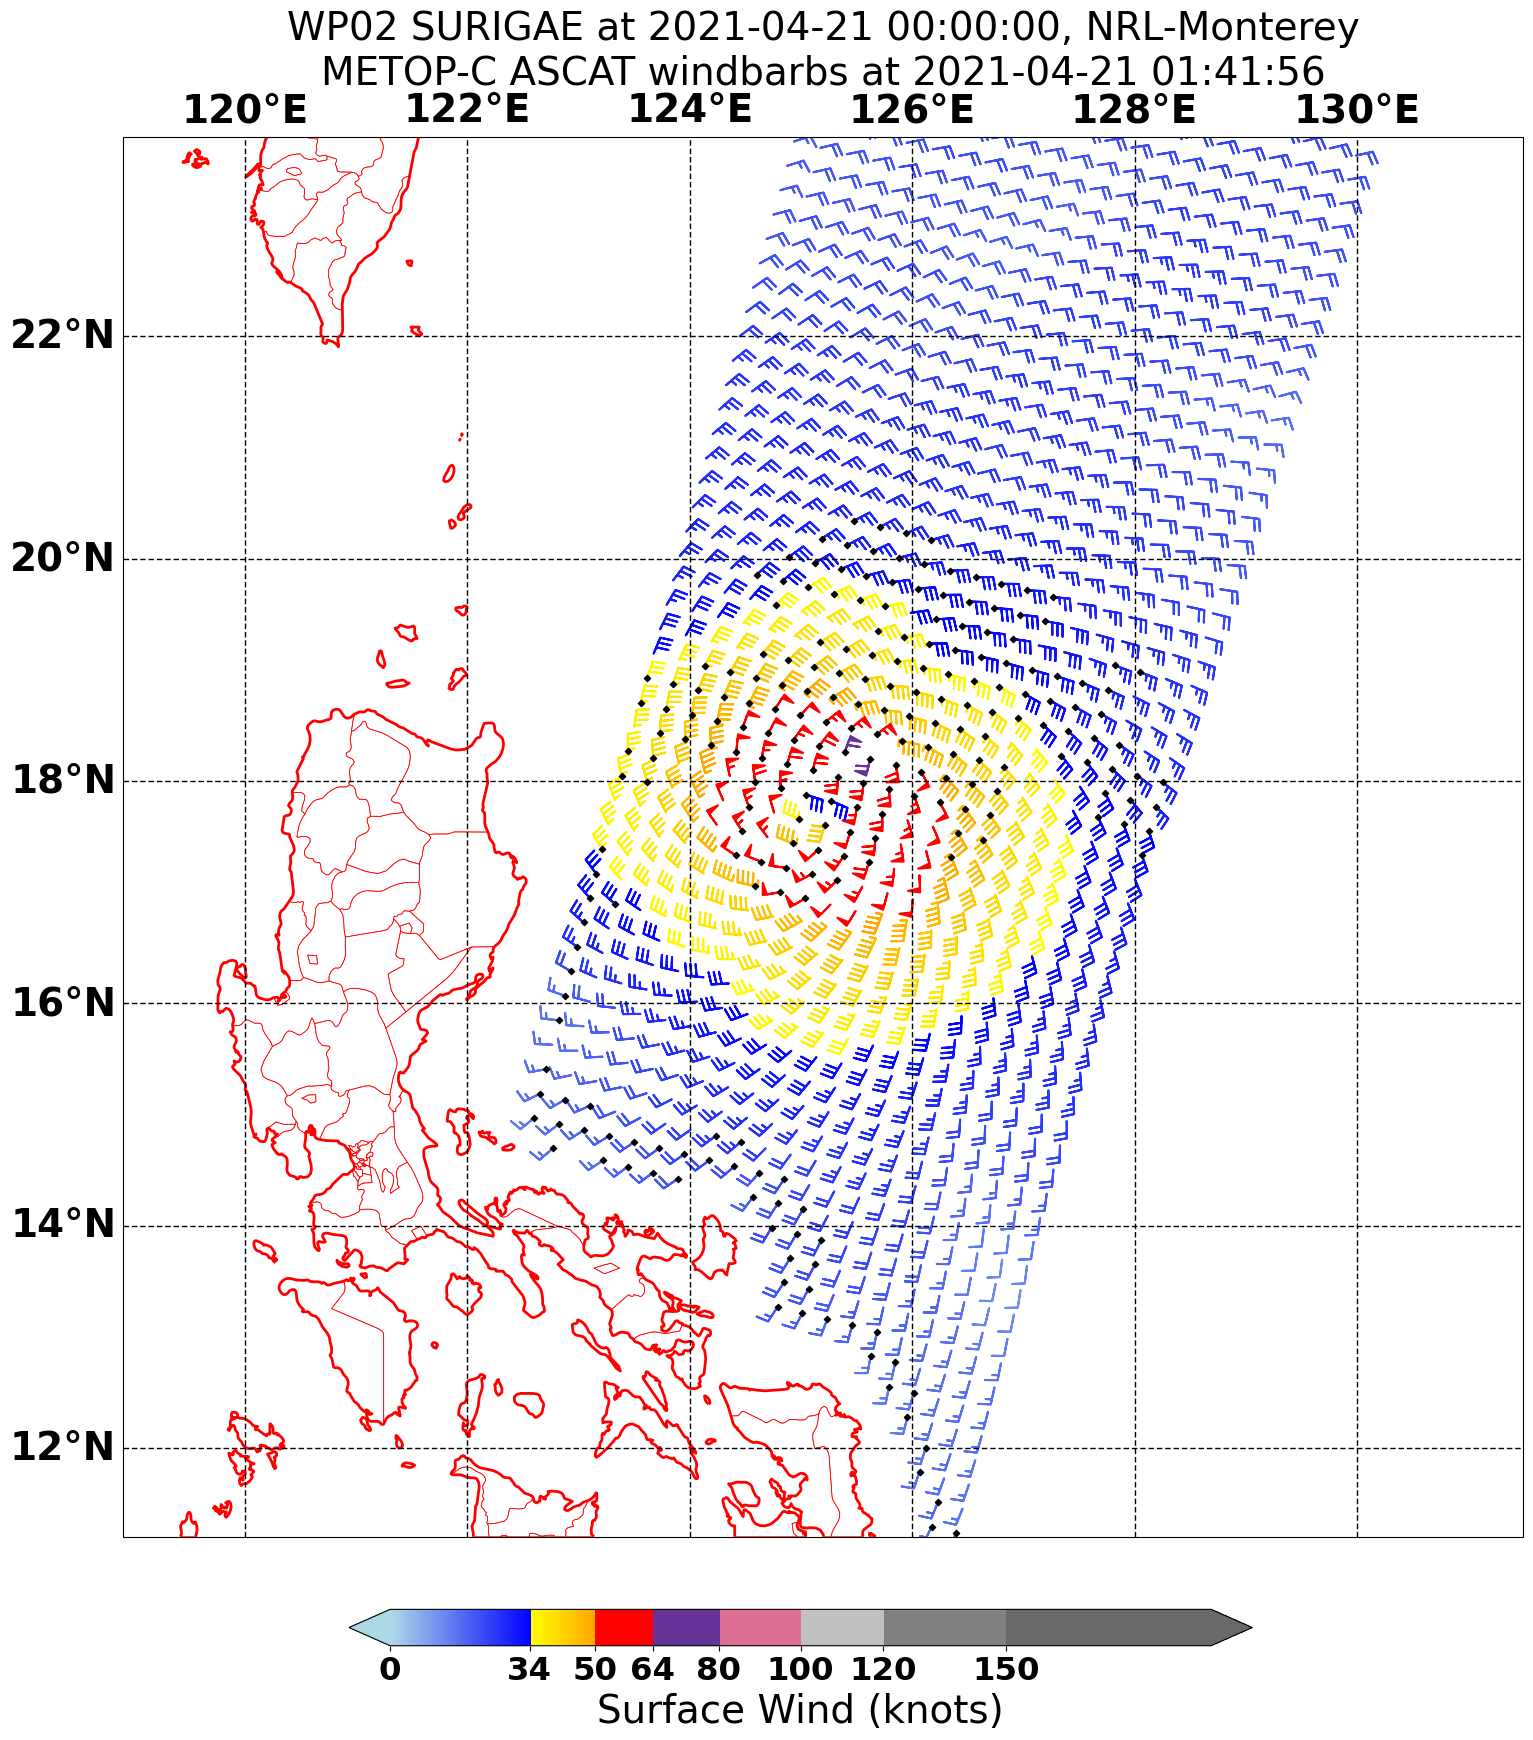 WP02 SURIGAE at 2021-04-21 00:00:00, NRL-Monterey
METOP-C ASCAT windbarbs at 2021-04-21 01:41:56
120°E 122°E 124°E 126°E 128°E 130°E
22°N
20°N
18°N
16°N
14°N
12°N
0 34 50 64 80 100 120 150
Surface Wind (knots)